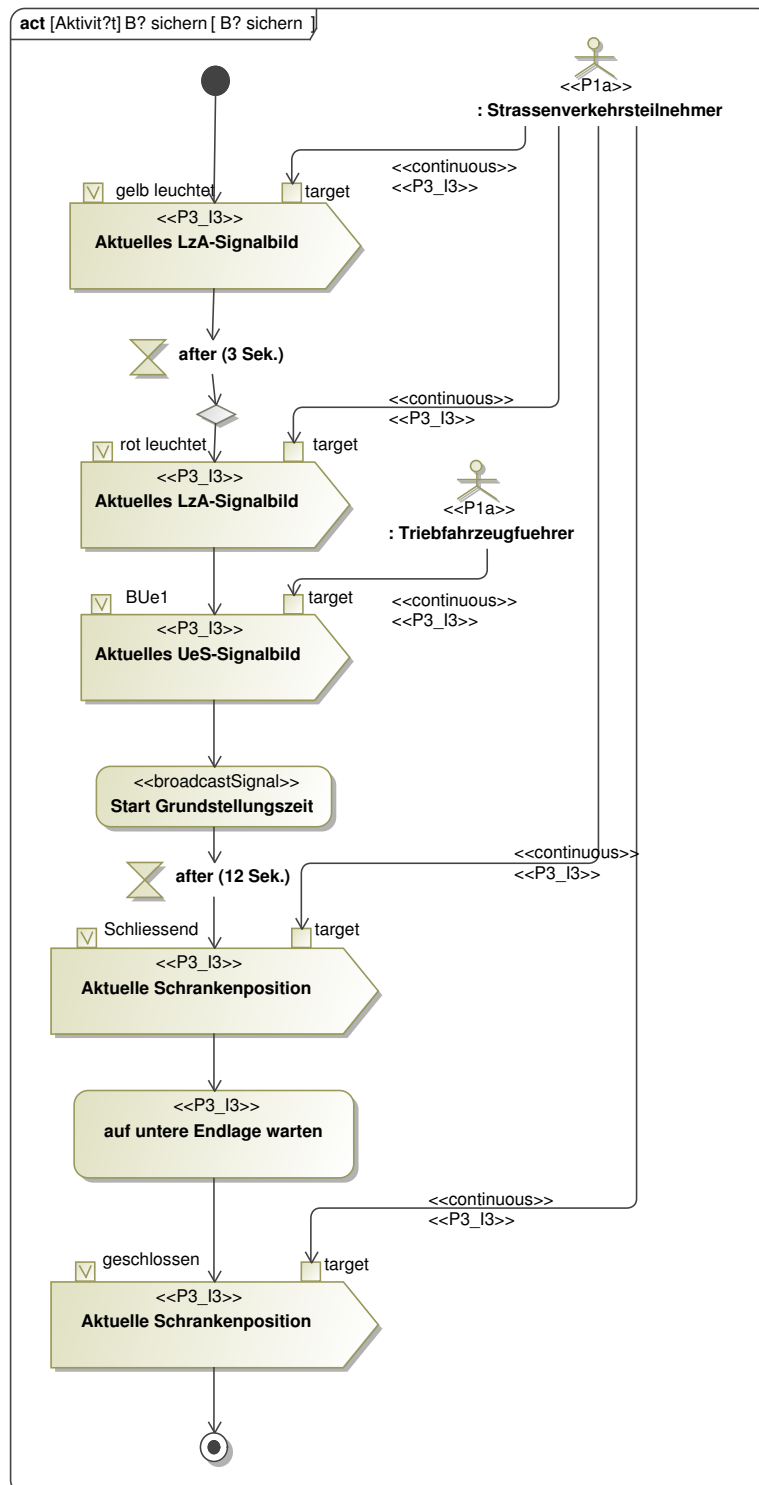 act [Aktivit?t] B? sichern [ B? sichern ]
<<P1a>>
: Strassenverkehrsteilnehmer
<<continuous>>
<<P3_I3>>
gelb leuchtet
target
<<P3_I3>>
Aktuelles LzA-Signalbild
after (3 Sek.)
<<continuous>>
<<P3_I3>>
rot leuchtet
target
<<P3_I3>>
Aktuelles LzA-Signalbild
<<P1a>>
: Triebfahrzeugfuehrer
BUe1
target
<<continuous>>
<<P3_I3>>
<<P3_I3>>
Aktuelles UeS-Signalbild
<<broadcastSignal>>
Start Grundstellungszeit
after (12 Sek.)
<<continuous>>
<<P3_I3>>
Schliessend
target
<<P3_I3>>
Aktuelle Schrankenposition
<<P3_I3>>
auf untere Endlage warten
<<continuous>>
<<P3_I3>>
geschlossen
target
<<P3_I3>>
Aktuelle Schrankenposition